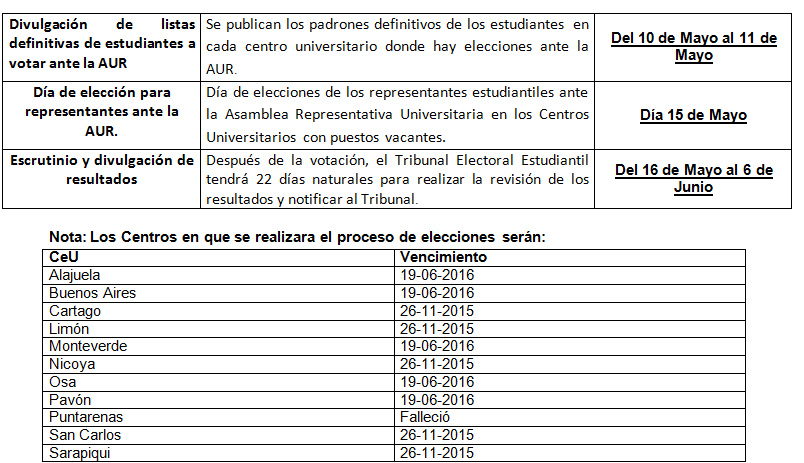 Divulgación de listas definitivas de estudiantes a votar ante la AUR
Se publican los padrones definitivos de los estudiantes en cada centro universitario donde hay elecciones ante la AUR.
Del 10 de Mayo al 11 de Mayo
Día de elección para representantes ante la AUR.
Día de elecciones de los representantes estudiantiles ante la Asamblea Representativa Universitaria en los Centros Universitarios con puestos vacantes.
Día 15 de Mayo
Escrutinio y divulgación de resultados
Después de la votación, el Tribunal Electoral Estudiantil tendrá 22 días naturales para realizar la revisión de los resultados y notificar al Tribunal.
Del 16 de Mayo al 6 de Junio
Nota: Los Centros en que se realizara el proceso de elecciones serán:
CeU Vencimiento
Alajuela 19-06-2016
Buenos Aires 19-06-2016
Cartago 26-11-2015
Limón 26-11-2015
Monteverde 19-06-2016
Nicoya 26-11-2015
Osa 19-06-2016
Pavón 19-06-2016
Puntarenas Falleció
San Carlos 26-11-2015
Sarapiqui 26-11-2015